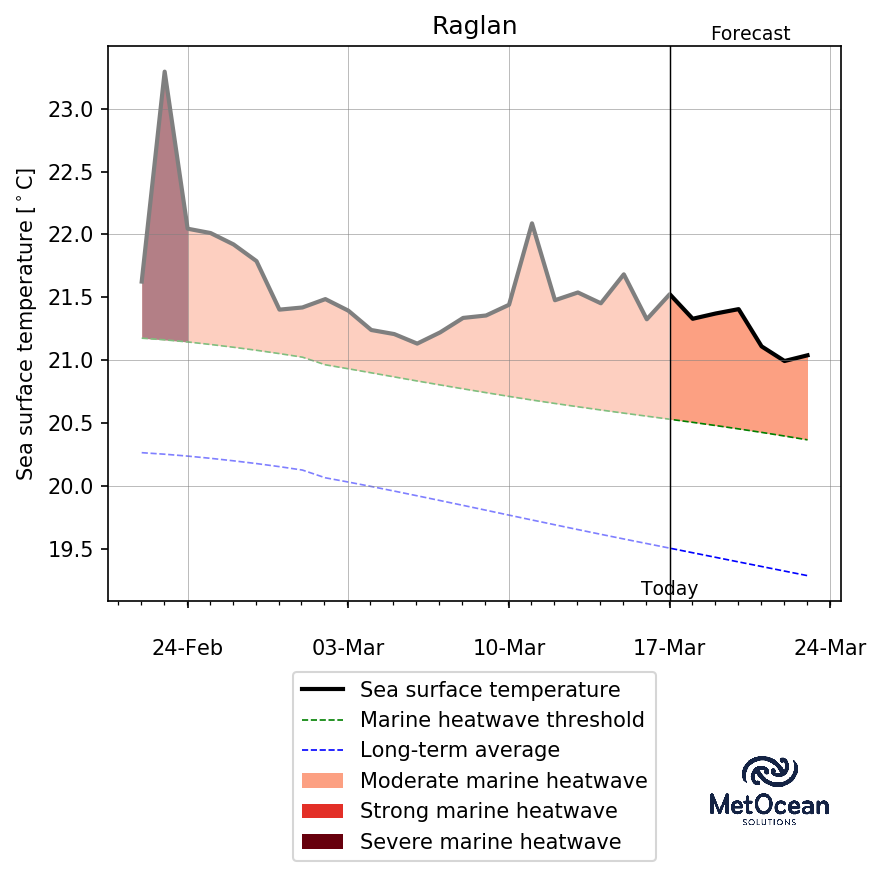 Raglan
Forecast
Sea surface temperature [°C]
23.0
22.5
22.0
21.5
21.0
20.5
20.0
19.5
Today
24-Feb 03-Mar 10-Mar 17-Mar 24-Mar
Sea surface temperature
Marine heatwave threshold
Long-term average
Moderate marine heatwave
Strong marine heatwave
Severe marine heatwave
MetOcean
SOLUTIONS